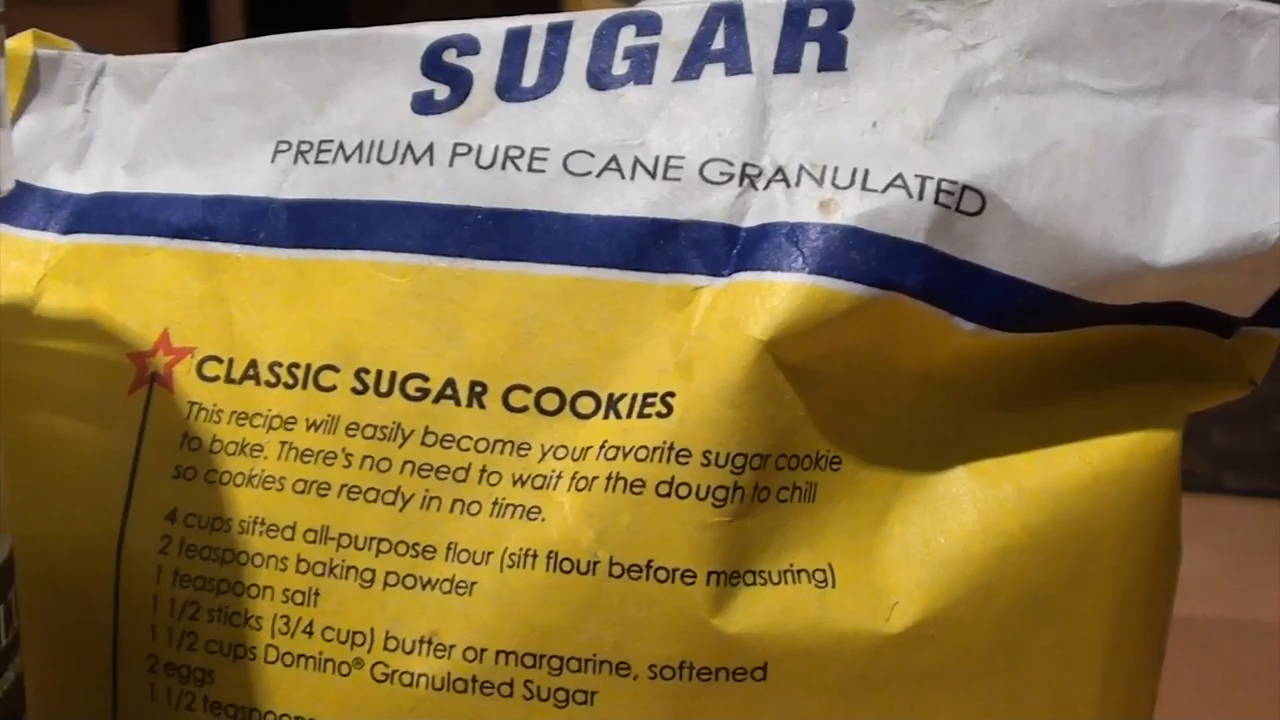 SUGAR
PREMIUM PURE CANE GRANULATED
CLASSIC SUGAR COOKIES
This recipe will easily become your favorite sugar cookie
to bake. There's no need to wait for the dough to chill
so cookies are ready in no time.
4 cups sifted all-purpose flour (sift flour before measuring)
2 teaspoons baking powder
1 teaspoon salt
1 1/2 sticks (3/4 cup) butter or margarine, softened
1 1/2 cups Domino® Granulated Sugar
2 eggs
1 1/2